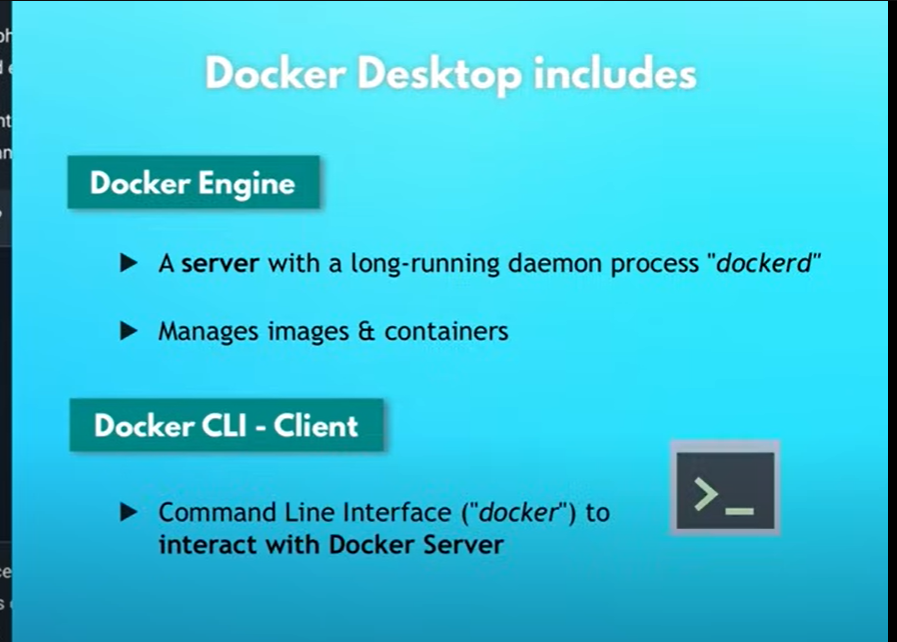 Docker Desktop includes
Docker Engine
A server with a long-running daemon process "dockerd"
Manages images & containers
Docker CLI - Client
Command Line Interface ("docker") to
interact with Docker Server
>_